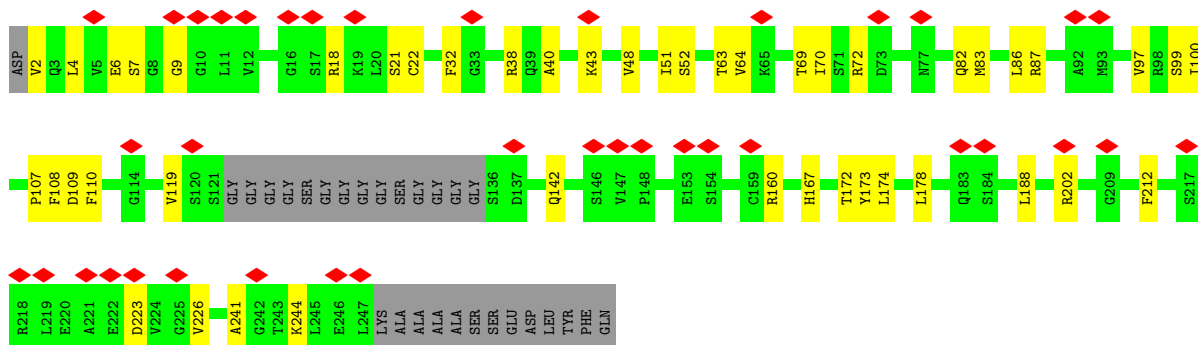 ASP V2 Q3 L4 V5 E6 S7 G8 G9 G10 L11 V12 G16 S17 R18 K19 L20 S21 C22 F32 G33 R38 Q39 A40 K43 V48 I51 S52 T63 V64 K65 T69 I70 S71 R72 D73 N77 Q82 M83 L86 R87 A92 M93 V97 R98 S99 I100
P107 F108 D109 F110 G114 V119 S120 S121 GLY GLY GLY GLY SER GLY GLY GLY GLY SER GLY GLY GLY GLY S136 D137 Q142 S146 V147 P148 E153 S154 C159 R160 H167 T172 Y173 L174 L178 Q183 S184 L188 R202 G209 F212 S217
R218 L219 E220 A221 E222 D223 V224 G225 V226 A241 G242 T243 K244 L245 E246 L247 LYS ALA ALA ALA ALA SER SER GLU ASP LEU TYR PHE GLN